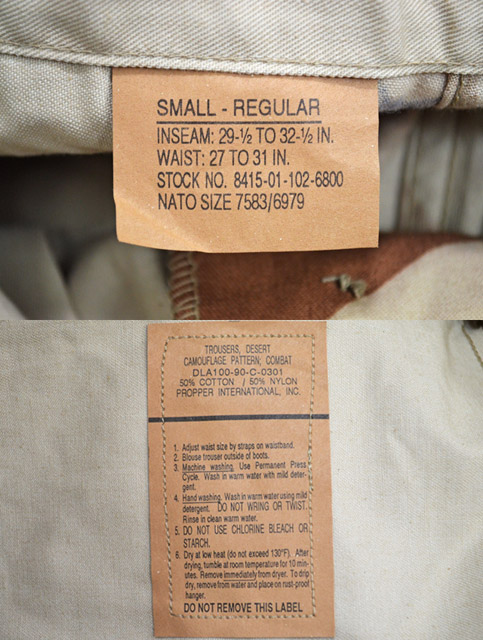 SMALL - REGULAR
INSEAM: 29-½ TO 32-½ IN.
WAIST: 27 TO 31 IN.
STOCK NO. 8415-01-102-6800
NATO SIZE 7583/6979
TROUSERS, DESERT
CAMOUFLAGE PATTERN; COMBAT
DLA100-90-C-0301
50% COTTON / 50% NYLON
PROPPER INTERNATIONAL, INC.
1. Adjust waist size by straps on waistband.
2. Blouse trouser outside of boots.
3. Machine washing. Use Permanent Press
Cycle. Wash in warm water with mild deter-
gent.
4. Hand washing. Wash in warm water using mild
detergent. DO NOT WRING OR TWIST.
Rinse in clean warm water.
5. DO NOT USE CHLORINE BLEACH OR
STARCH.
6. Dry at low heat (do not exceed 130°F). After
drying, tumble at room temperature for 10 min-
utes. Remove immediately from dryer. To drip
dry, remove from water and place on rust-proof
hanger.
DO NOT REMOVE THIS LABEL